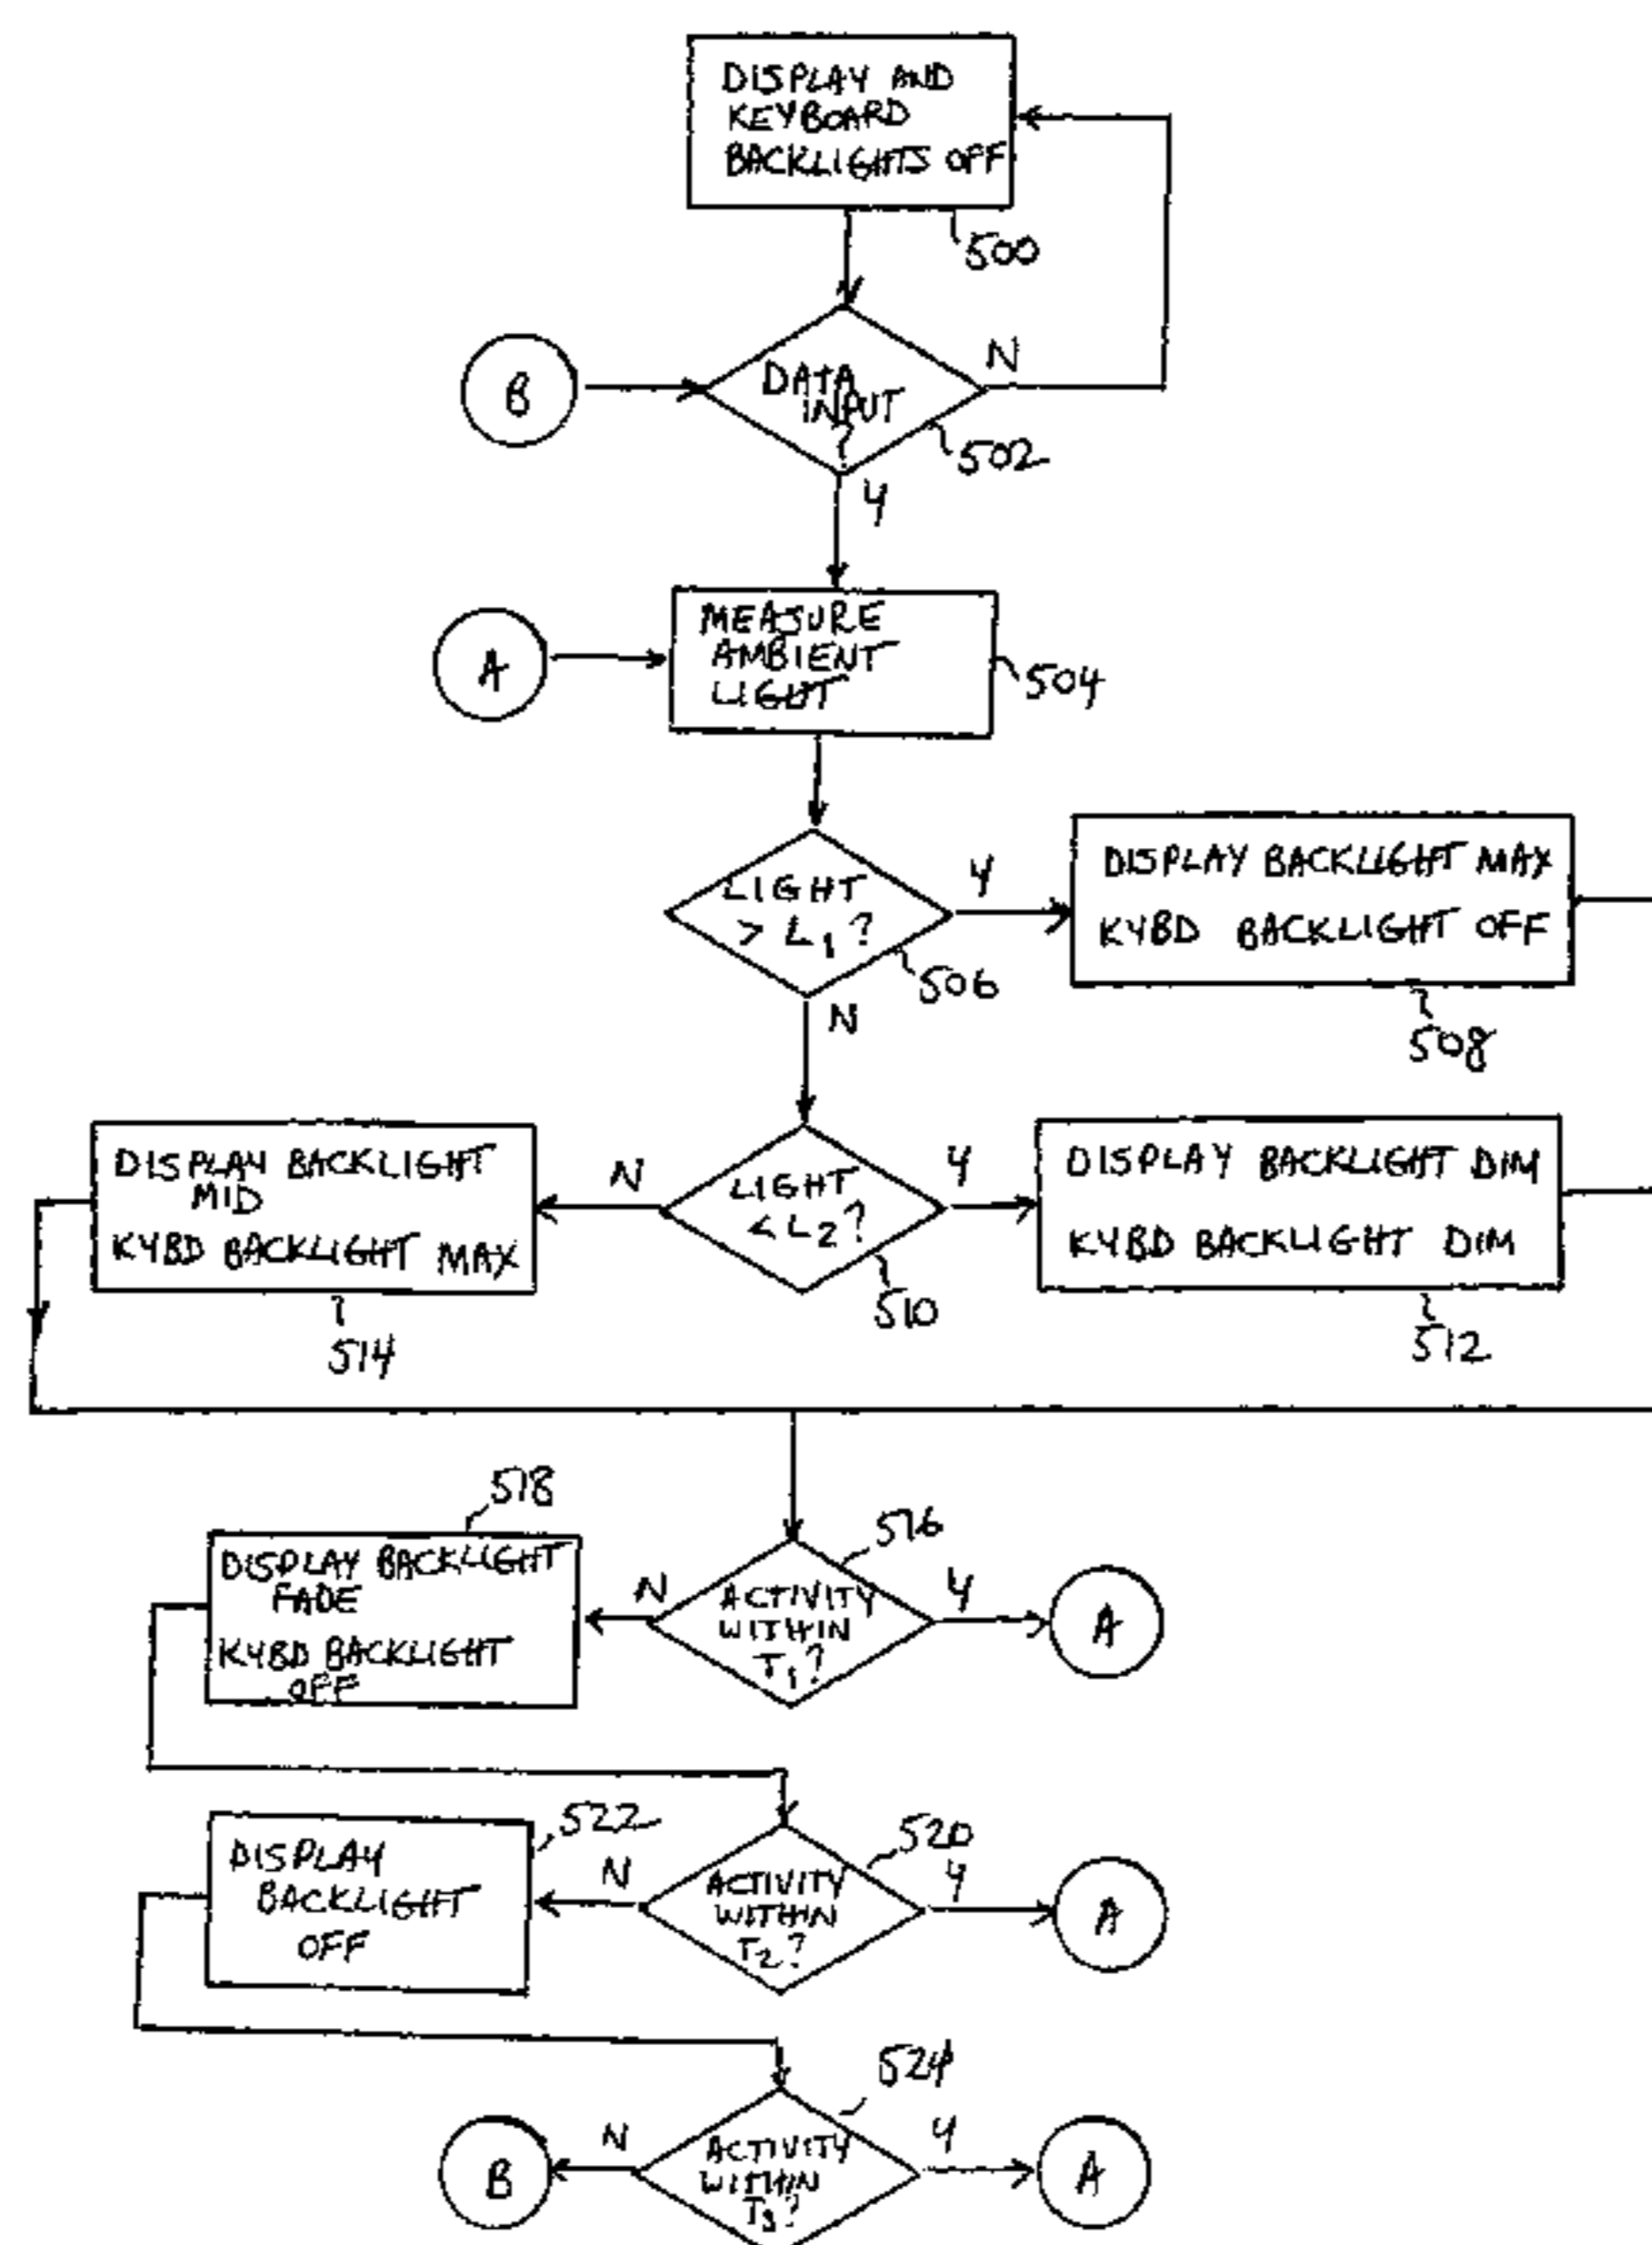 DISPLAY AND
KEYBOARD
BACKLIGHTS OFF
500
B
DATA
INPUT
?
N
502
Y
A
MEASURE
AMBIENT
LIGHT
504
LIGHT
> L1?
Y
506
N
DISPLAY BACKLIGHT MAX
KYBD BACKLIGHT OFF
508
DISPLAY BACKLIGHT
MID
KYBD BACKLIGHT MAX
514
N
LIGHT
< L2?
Y
510
DISPLAY BACKLIGHT DIM
KYBD BACKLIGHT DIM
512
518
DISPLAY BACKLIGHT
FADE
KYBD BACKLIGHT
OFF
N
516
ACTIVITY
WITHIN
T1?
Y
A
522
DISPLAY
BACKLIGHT
OFF
N
520
ACTIVITY
WITHIN
T2?
Y
A
524
B
N
ACTIVITY
WITHIN
T3?
Y
A